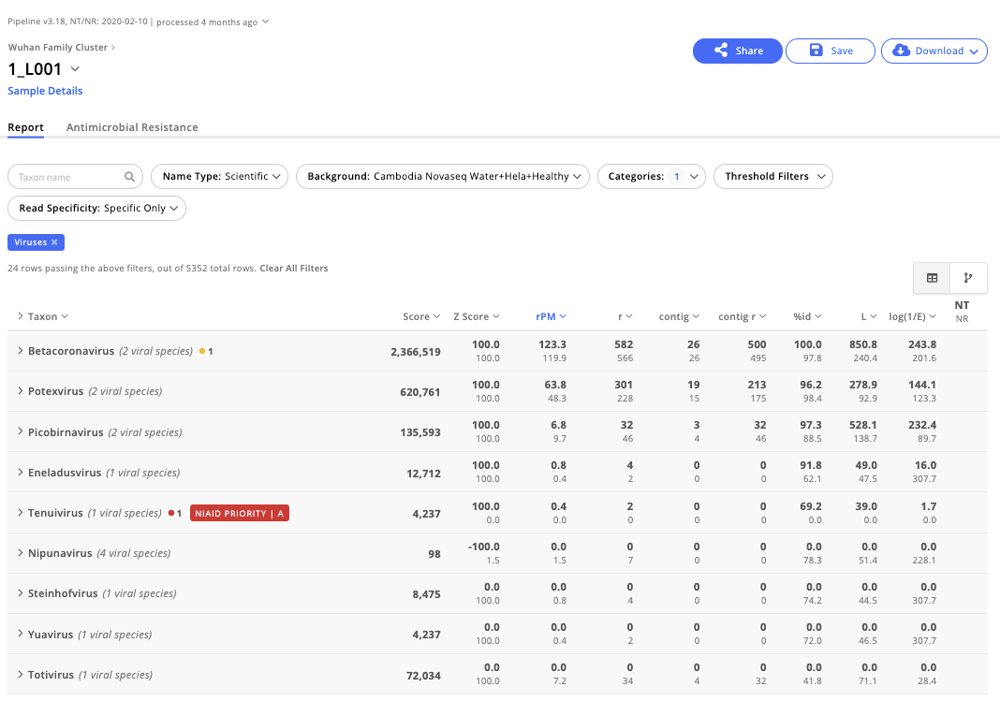 Pipeline v3.18, NT/NR: 2020-02-10 | processed 4 months ago
Wuhan Family Cluster >
1_L001
Sample Details
Share Save Download
Report Antimicrobial Resistance
Taxon name Name Type: Scientific Background: Cambodia Novaseq Water+Hela+Healthy Categories: 1 Threshold Filters
Read Specificity: Specific Only
Viruses ×
24 rows passing the above filters, out of 5352 total rows. Clear All Filters
Taxon Score Z Score rPM r contig contig r %id L log(1/E) NT
NR
Betacoronavirus (2 viral species) 1 2,366,519 100.0 123.3 582 26 500 100.0 850.8 243.8
100.0 119.9 566 26 495 97.8 240.4 201.6
Potexvirus (2 viral species) 620,761 100.0 63.8 301 19 213 96.2 278.9 144.1
100.0 48.3 228 15 175 98.4 92.9 123.3
Picobirnavirus (2 viral species) 135,593 100.0 6.8 32 3 32 97.3 528.1 232.4
100.0 9.7 46 4 46 88.5 138.7 89.7
Eneladusvirus (1 viral species) 12,712 100.0 0.8 4 0 0 91.8 49.0 16.0
100.0 0.4 2 0 0 62.1 47.5 307.7
Tenuivirus (1 viral species) 1 NIAID PRIORITY | A 4,237 100.0 0.4 2 0 0 69.2 39.0 1.7
0.0 0.0 0 0 0 0.0 0.0 0.0
Nipunavirus (4 viral species) 98 -100.0 0.0 0 0 0 0.0 0.0 0.0
1.5 1.5 7 0 0 78.3 51.4 228.1
Steinhofvirus (1 viral species) 8,475 0.0 0.0 0 0 0 0.0 0.0 0.0
100.0 0.8 4 0 0 74.2 44.5 307.7
Yuavirus (1 viral species) 4,237 0.0 0.0 0 0 0 0.0 0.0 0.0
100.0 0.4 2 0 0 72.0 46.5 307.7
Totivirus (1 viral species) 72,034 0.0 0.0 0 0 0 0.0 0.0 0.0
100.0 7.2 34 4 32 41.8 71.1 28.4